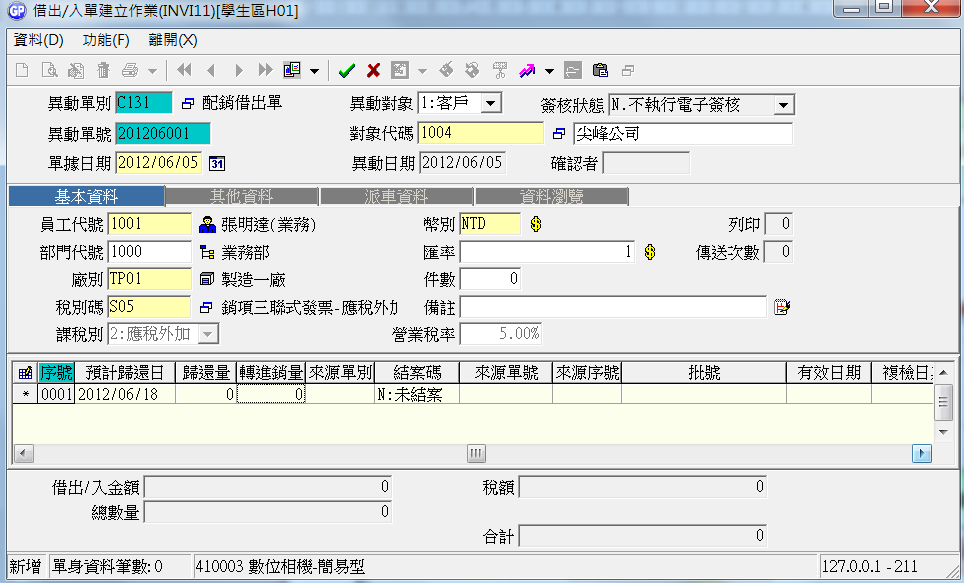 GP 借出/入單建立作業(INVI11)[學生區H01]
資料(D) 功能(F) 離開(X)
異動單別 C131 配銷借出單 異動對象 1:客戶 簽核狀態 N.不執行電子簽核
異動單號 201206001 對象代碼 1004 尖峰公司
單據日期 2012/06/05 31 異動日期 2012/06/05 確認者
基本資料 其他資料 派車資料 資料瀏覽
員工代號 1001 張明達(業務) 幣別 NTD 列印 0
部門代號 1000 業務部 匯率 1 傳送次數 0
廠別 TP01 製造一廠 件數 0
稅別碼 S05 銷項三聯式發票-應稅外加 備註
課稅別 2:應稅外加 營業稅率 5.00%
序號 預計歸還日 歸還量 轉進銷量 來源單別 結案碼 來源單號 來源序號 批號 有效日期 複檢日
* 0001 2012/06/18 0 0 N:未結案
借出/入金額 0 稅額 0
總數量 0
合計 0
新增 單身資料筆數: 0 410003 數位相機-簡易型 127.0.0.1 - 211